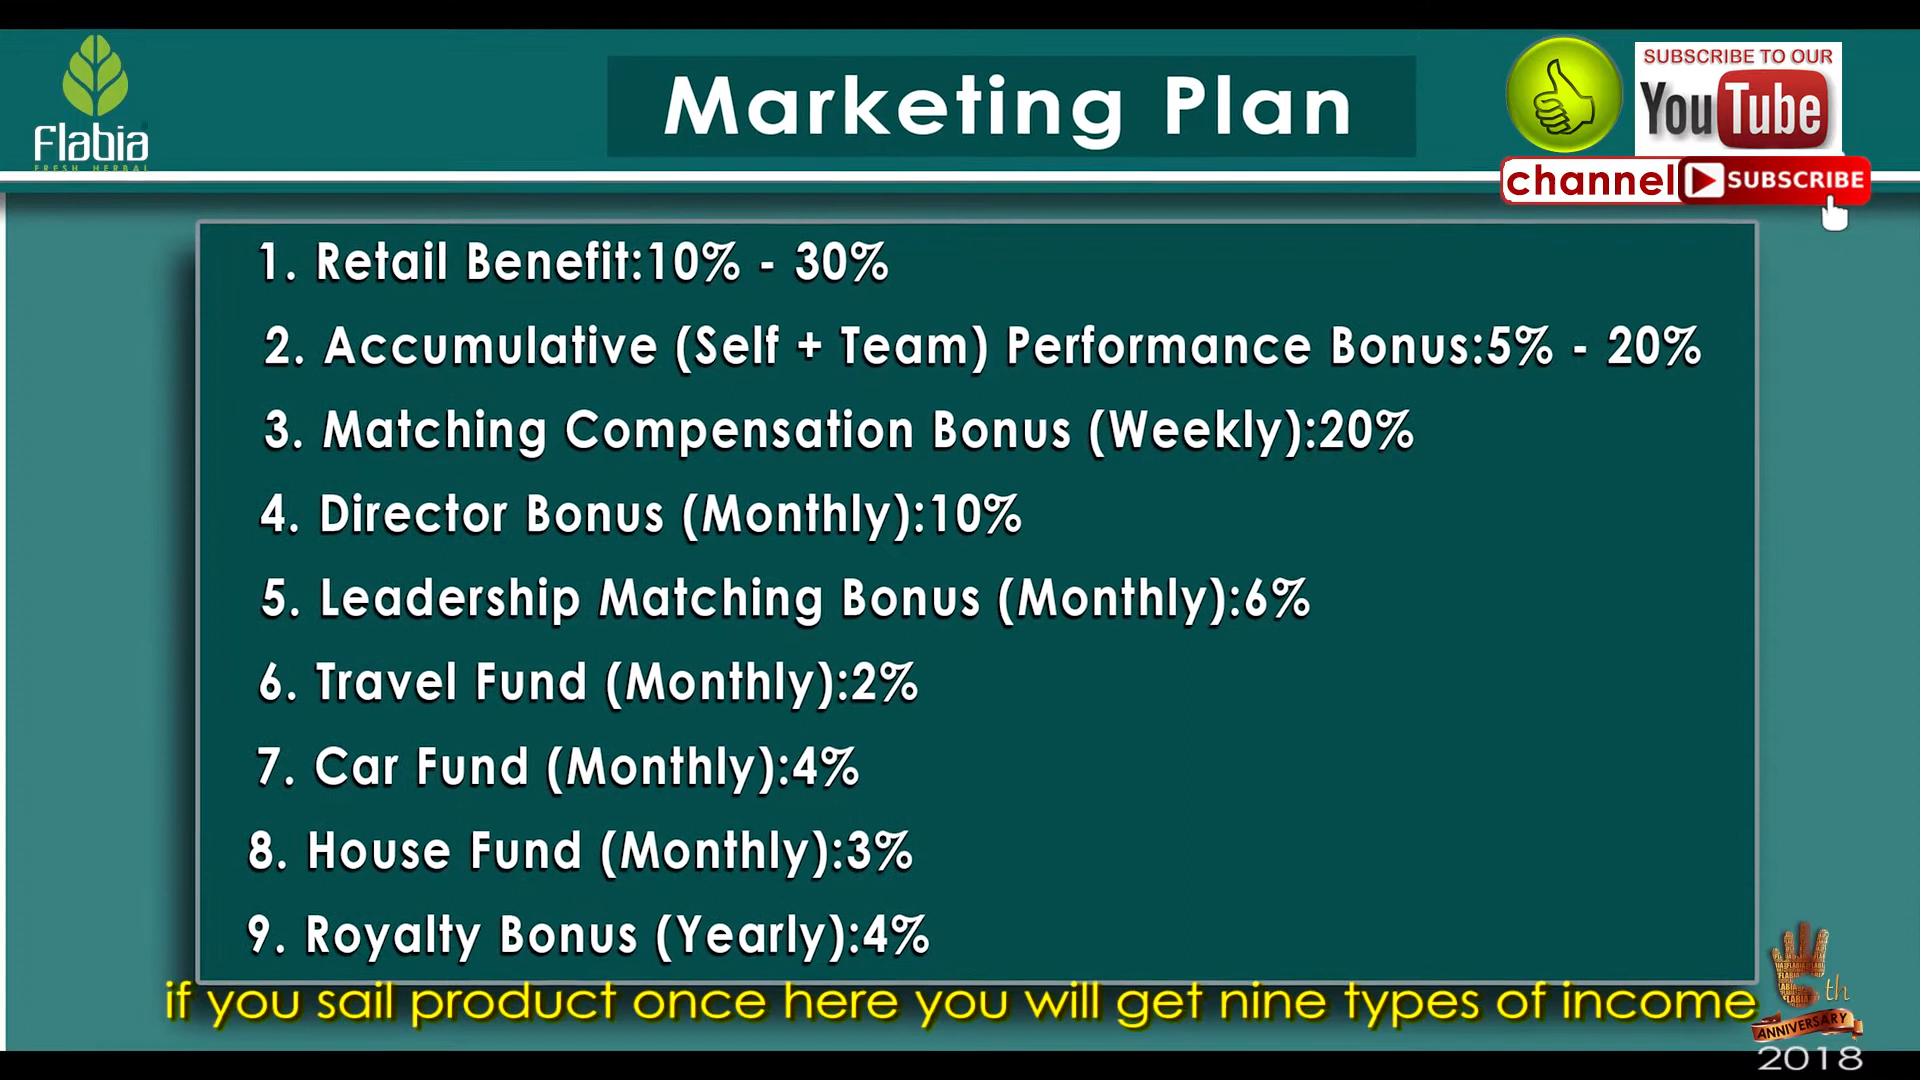 Flabia
FRESH HERBAL
Marketing Plan
SUBSCRIBE TO OUR
YouTube
channel SUBSCRIBE
1. Retail Benefit:10% - 30%
2. Accumulative (Self + Team) Performance Bonus:5% - 20%
3. Matching Compensation Bonus (Weekly):20%
4. Director Bonus (Monthly):10%
5. Leadership Matching Bonus (Monthly):6%
6. Travel Fund (Monthly):2%
7. Car Fund (Monthly):4%
8. House Fund (Monthly):3%
9. Royalty Bonus (Yearly):4%
if you sail product once here you will get nine types of income
th
ANNIVERSARY
2018